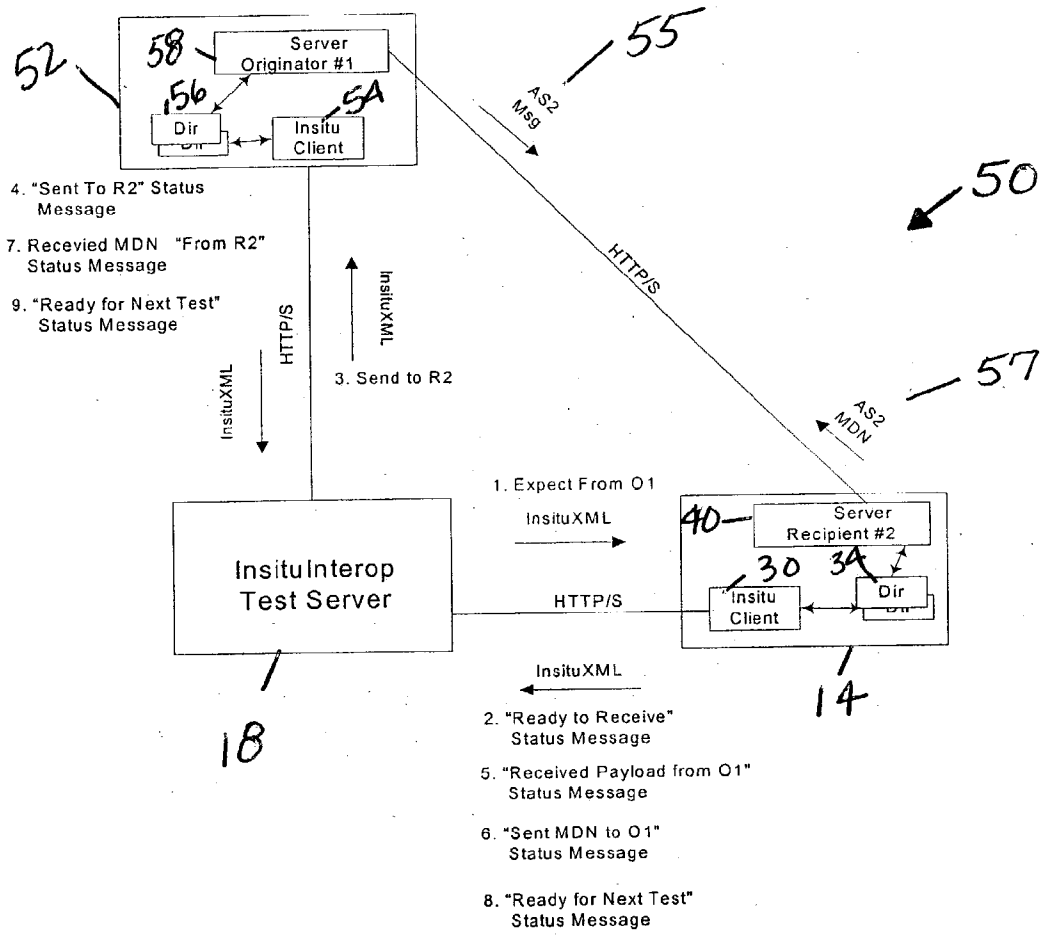 52
58
Server
Originator #1
56
Dir
Dir
54
Insitu
Client
55
AS2
Msg
50
4. "Sent To R2" Status
Message
7. Recevied MDN "From R2"
Status Message
9. "Ready for Next Test"
Status Message
InsituXML
HTTP/S
InsituXML
3. Send to R2
HTTP/S
57
AS2
MDN
1. Expect From O1
InsituXML
InsituInterop
Test Server
18
HTTP/S
40
Server
Recipient #2
30
Insitu
Client
34
Dir
Dir
14
InsituXML
2. "Ready to Receive"
Status Message
5. "Received Payload from O1"
Status Message
6. "Sent MDN to O1"
Status Message
8. "Ready for Next Test"
Status Message